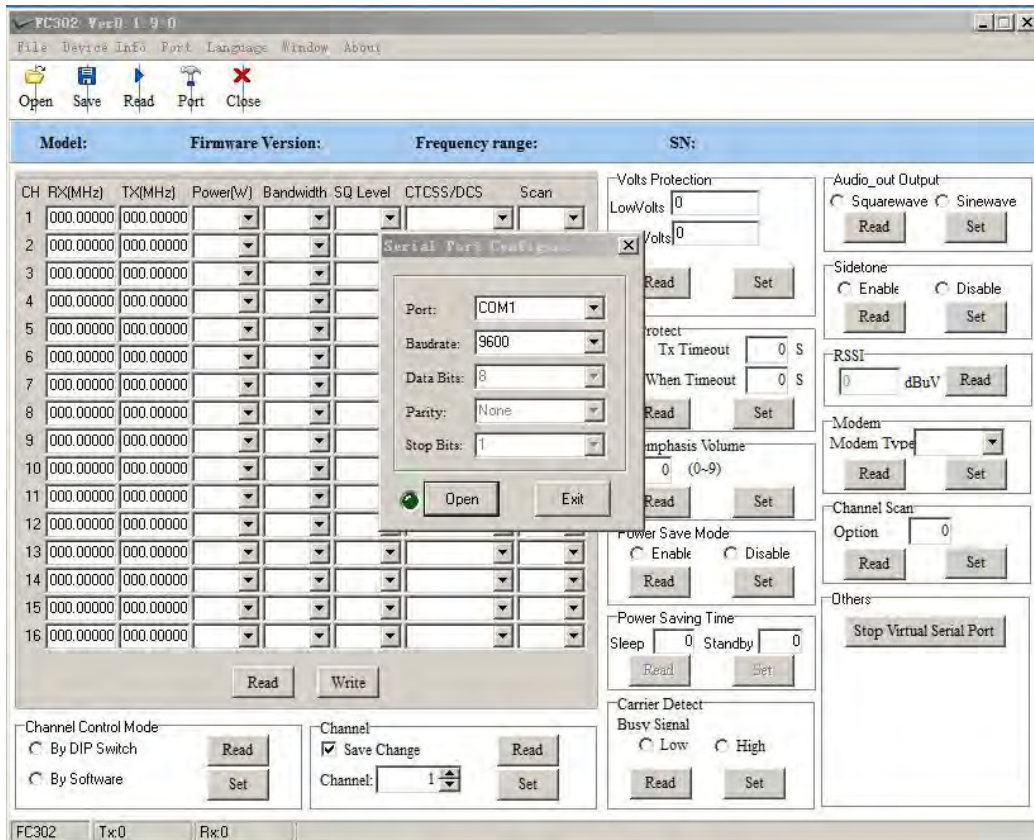 FC302 Ver0.1.9.0
File Device Info Port Language Window About
Open Save Read Port Close
Model: Firmware Version: Frequency range: SN:
CH RX(MHz) TX(MHz) Power(W) Bandwidth SQ Level CTCSS/DCS Scan
1 000.00000 000.00000
2 000.00000 000.00000
3 000.00000 000.00000
4 000.00000 000.00000
5 000.00000 000.00000
6 000.00000 000.00000
7 000.00000 000.00000
8 000.00000 000.00000
9 000.00000 000.00000
10 000.00000 000.00000
11 000.00000 000.00000
12 000.00000 000.00000
13 000.00000 000.00000
14 000.00000 000.00000
15 000.00000 000.00000
16 000.00000 000.00000
Read Write
Serial Port Configu...
Port: COM1
Baudrate: 9600
Data Bits: 8
Parity: None
Stop Bits: 1
Open Exit
Channel Control Mode
By DIP Switch Read
By Software Set
Channel
Save Change Read
Channel: 1 Set
Volts Protection
LowVolts 0
Volts 0
Read Set
rotect
Tx Timeout 0 S
When Timeout 0 S
Read Set
mphasis Volume
0 (0~9)
Read Set
Power Save Mode
Enable Disable
Read Set
Power Saving Time
Sleep 0 Standby 0
Read Set
Carrier Detect
Busy Signal
Low High
Read Set
Audio_out Output
Squarewave Sinewave
Read Set
Sidetone
Enable Disable
Read Set
RSSI
0 dBuV Read
Modem
Modem Type
Read Set
Channel Scan
Option 0
Read Set
Others
Stop Virtual Serial Port
FC302 Tx:0 Rx:0